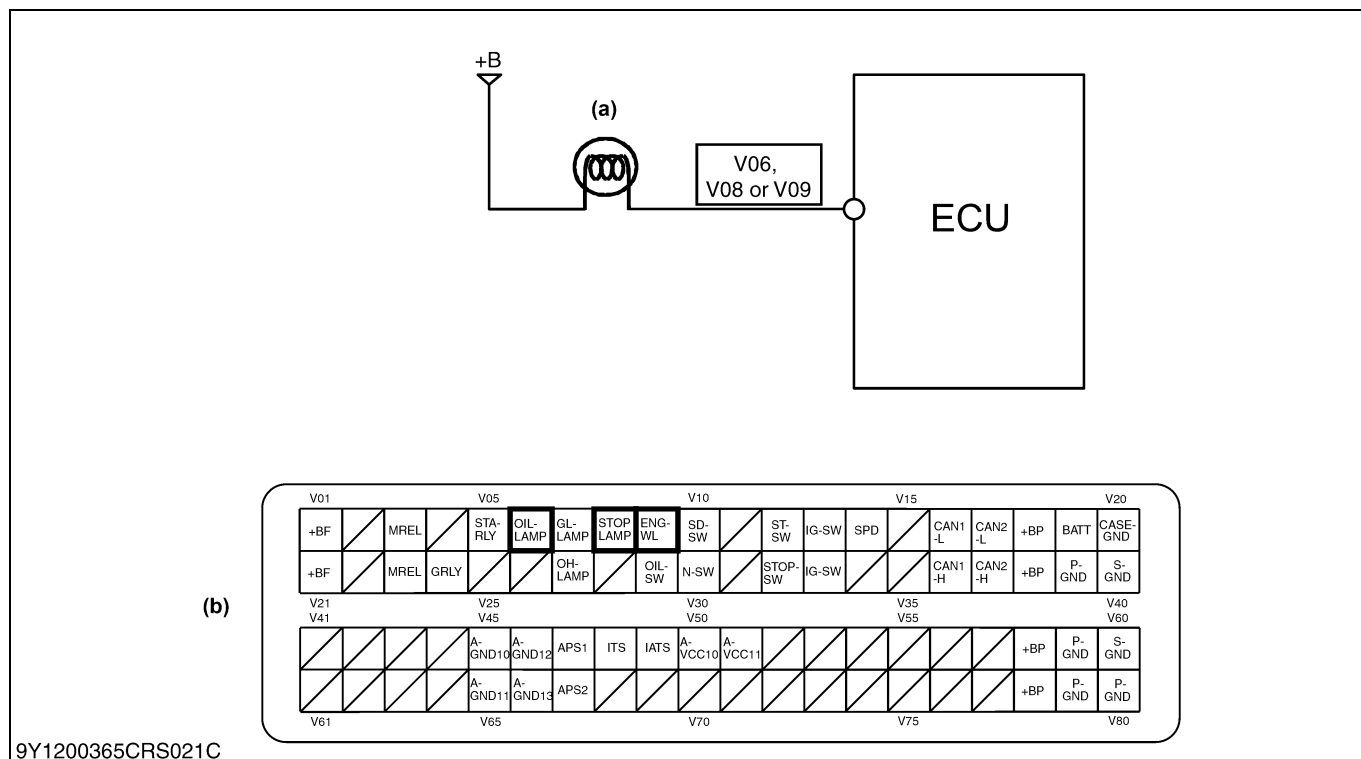 +B
(a)
V06,
V08 or V09
ECU
V01 V05 V10 V15 V20
+BF MREL STA-RLY OIL-LAMP GL-LAMP STOP LAMP ENG-WL SD-SW ST-SW IG-SW SPD CAN1-L CAN2-L +BP BATT CASE-GND
+BF MREL GRLY OH-LAMP OIL-SW N-SW STOP-SW IG-SW CAN1-H CAN2-H +BP P-GND S-GND
(b)
V21 V25 V30 V35 V40
V41 V45 V50 V55 V60
A-GND10 A-GND12 APS1 ITS IATS A-VCC10 A-VCC11 +BP P-GND S-GND
A-GND11 A-GND13 APS2 +BP P-GND P-GND
V61 V65 V70 V75 V80
9Y1200365CRS021C